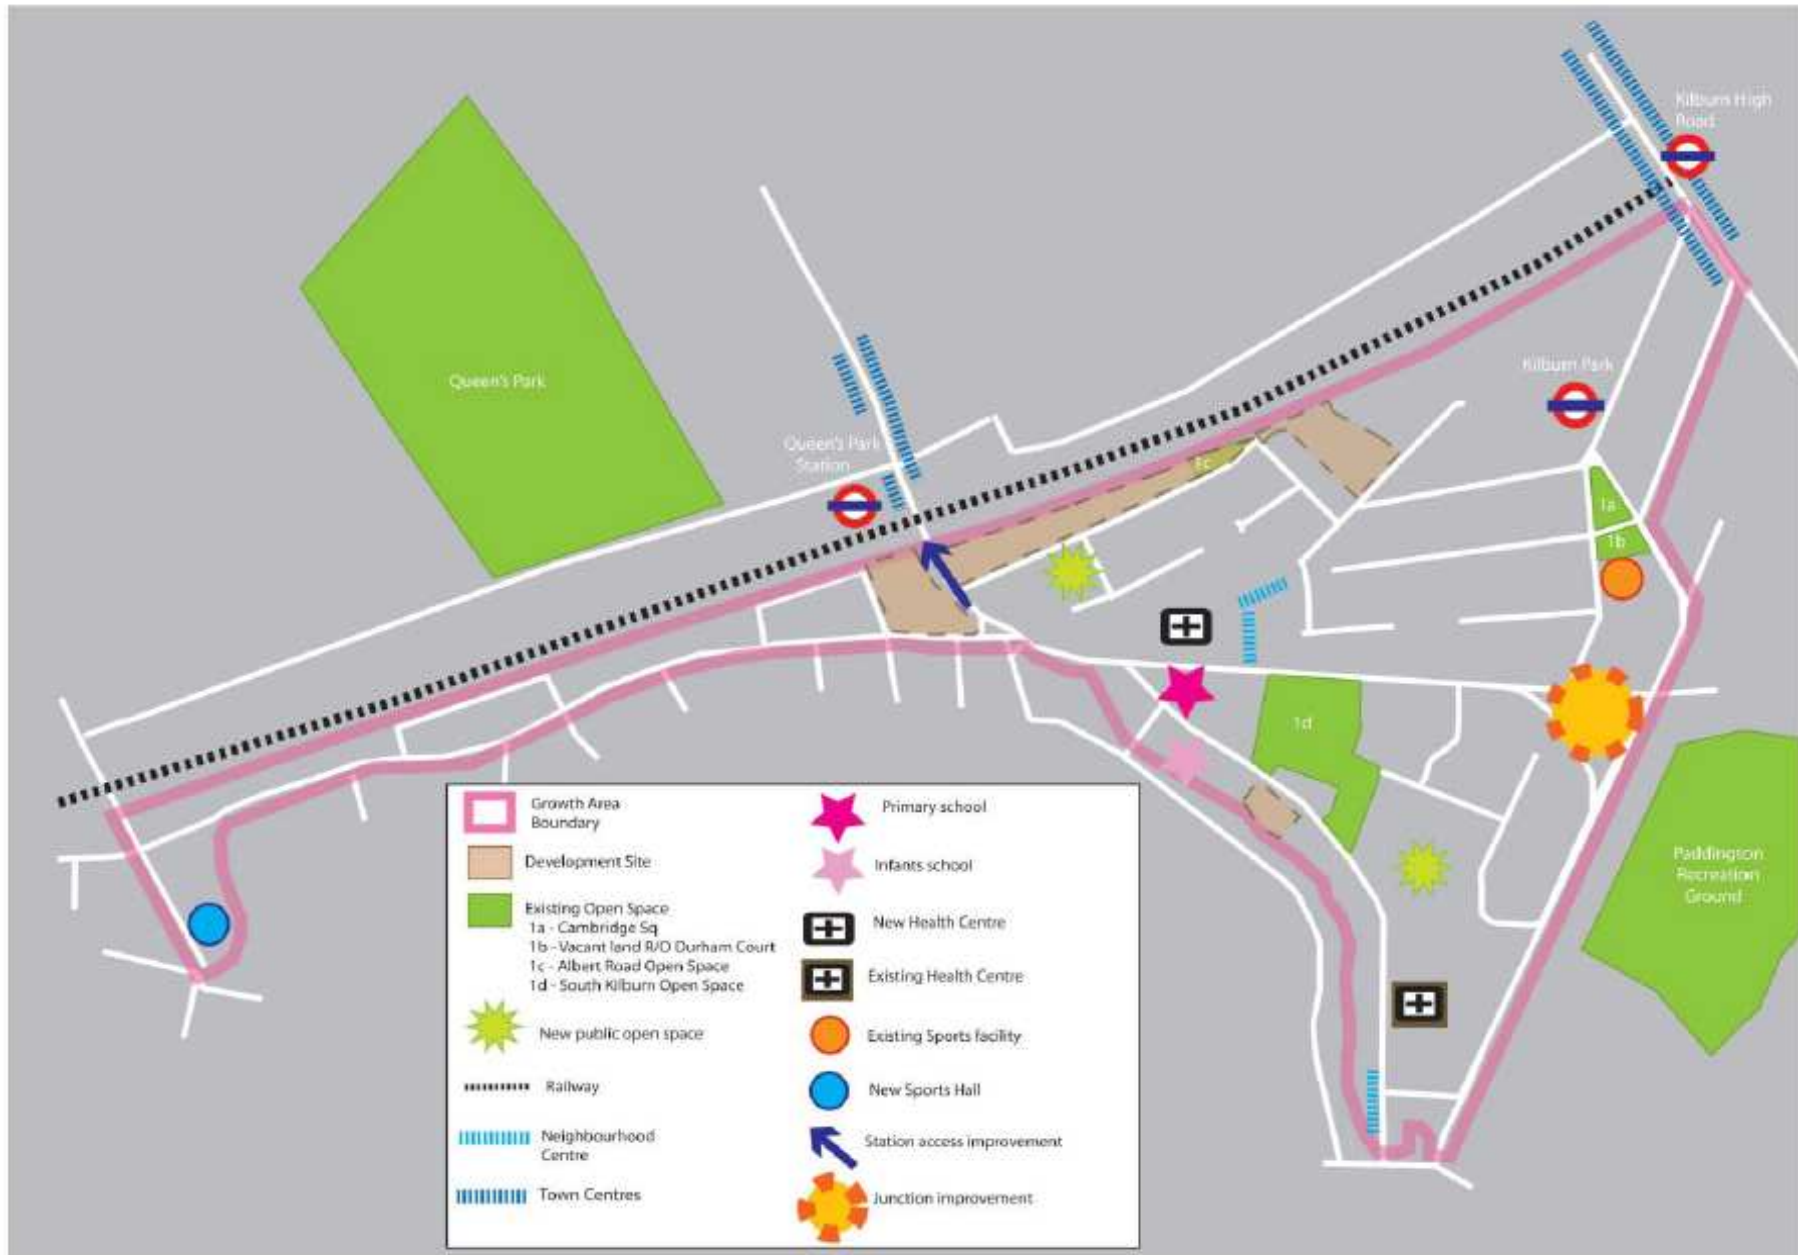 Kilburn High
Road
Queen's Park
Kilburn Park
Queen's Park
Station
1c
1a
1b
1d
Paddington
Recreation
Ground
Growth Area
Boundary
Development Site
Existing Open Space
1a - Cambridge Sq
1b - Vacant land R/O Durham Court
1c - Albert Road Open Space
1d - South Kilburn Open Space
New public open space
Railway
Neighbourhood
Centre
Town Centres
Primary school
Infants school
New Health Centre
Existing Health Centre
Existing Sports facility
New Sports Hall
Station access improvement
Junction improvement